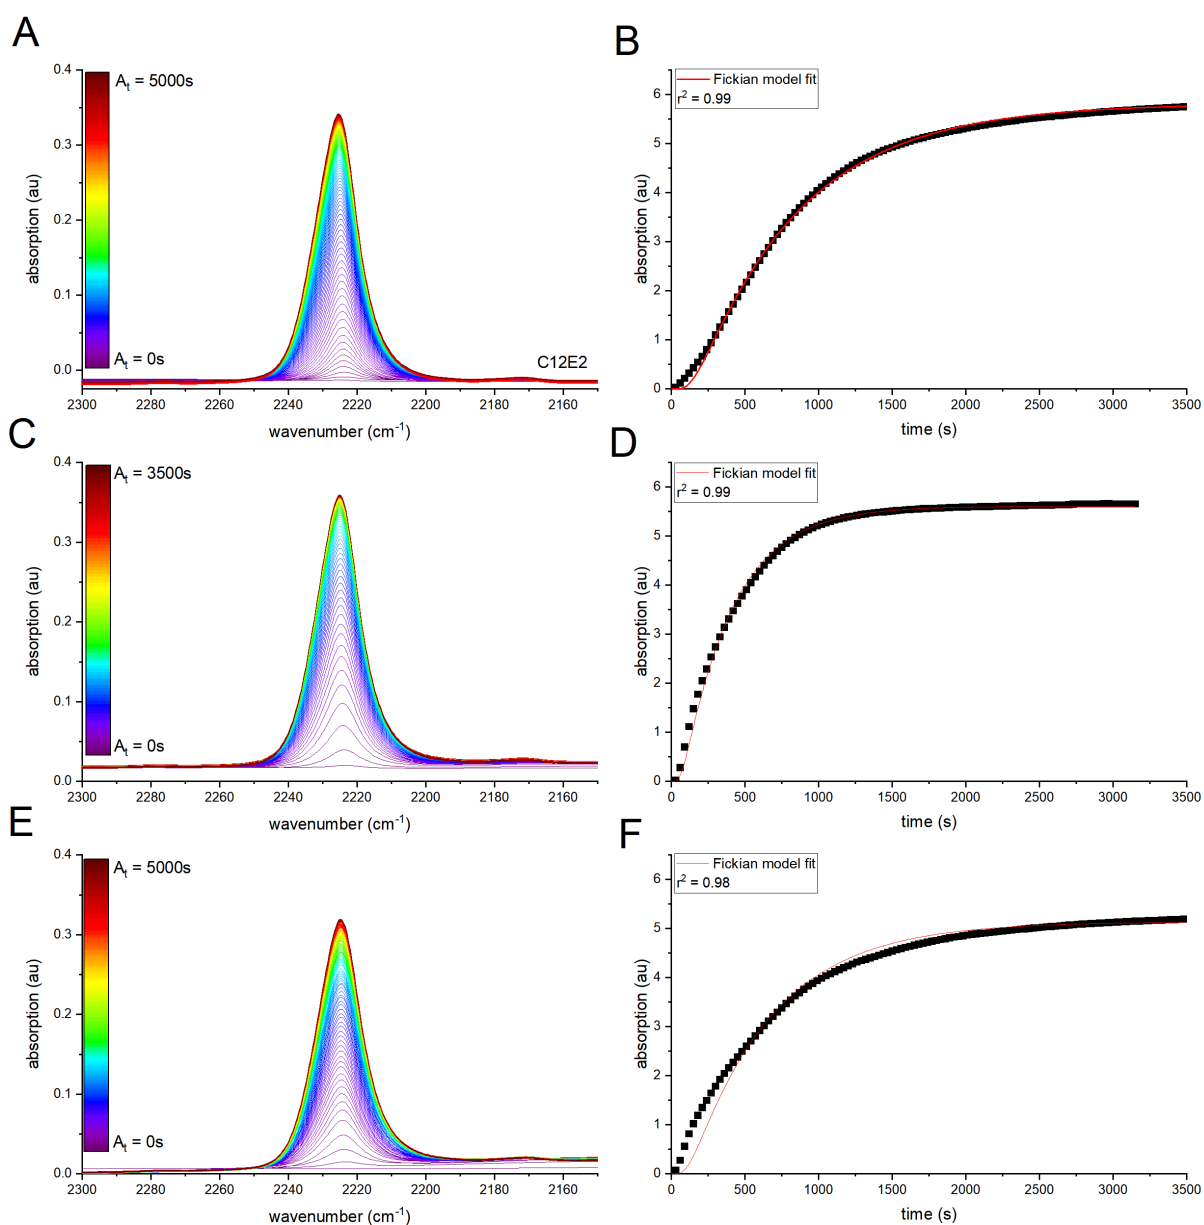 A
A_t = 5000s
0.4
0.3
0.2
0.1
0.0
absorption (au)
A_t = 0s
C12E2
2300 2280 2260 2240 2220 2200 2180 2160
wavenumber (cm⁻¹)
B
Fickian model fit
r² = 0.99
6
5
4
3
2
1
0
absorption (au)
0 500 1000 1500 2000 2500 3000 3500
time (s)
C
A_t = 3500s
0.4
0.3
0.2
0.1
0.0
absorption (au)
A_t = 0s
2300 2280 2260 2240 2220 2200 2180 2160
wavenumber (cm⁻¹)
D
Fickian model fit
r² = 0.99
6
5
4
3
2
1
0
absorption (au)
0 500 1000 1500 2000 2500 3000 3500
time (s)
E
A_t = 5000s
0.4
0.3
0.2
0.1
0.0
absorption (au)
A_t = 0s
2300 2280 2260 2240 2220 2200 2180 2160
wavenumber (cm⁻¹)
F
Fickian model fit
r² = 0.98
6
5
4
3
2
1
0
absorption (au)
0 500 1000 1500 2000 2500 3000 3500
time (s)